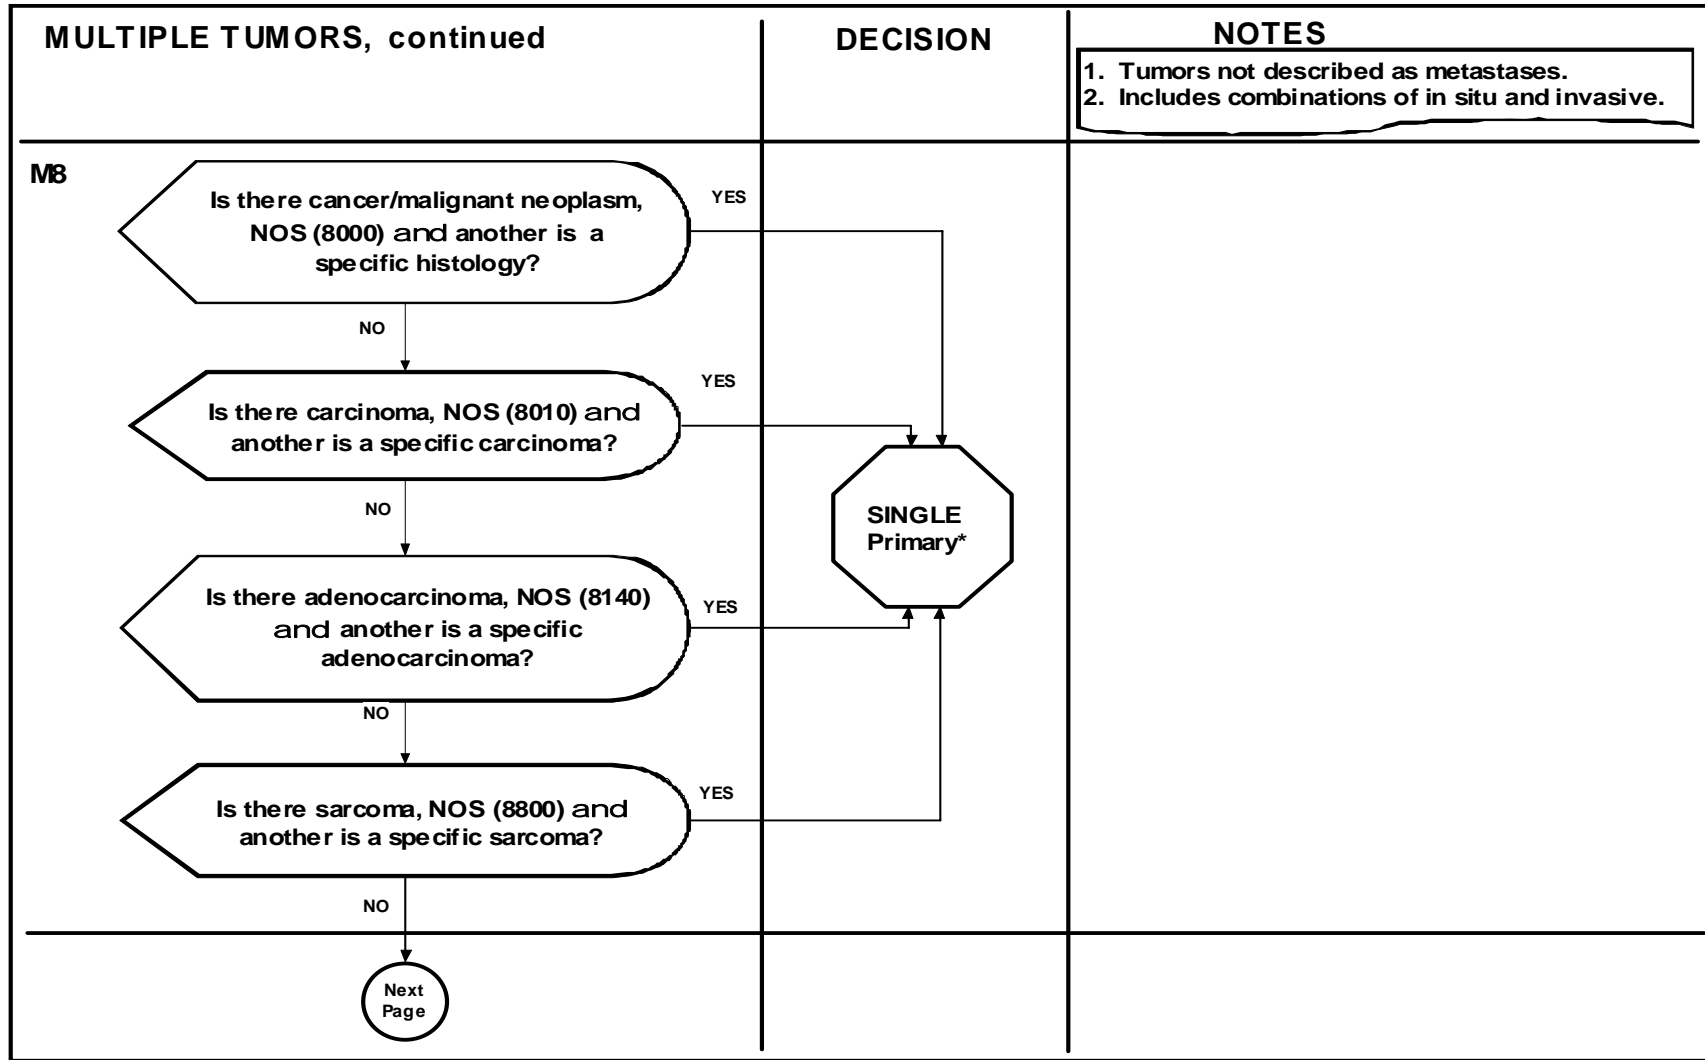 MULTIPLE TUMORS, continued
DECISION
NOTES
1. Tumors not described as metastases.
2. Includes combinations of in situ and invasive.
M8
Is there cancer/malignant neoplasm,
NOS (8000) and another is a
specific histology?
YES
NO
Is there carcinoma, NOS (8010) and
another is a specific carcinoma?
YES
NO
SINGLE
Primary*
Is there adenocarcinoma, NOS (8140)
and another is a specific
adenocarcinoma?
YES
NO
Is there sarcoma, NOS (8800) and
another is a specific sarcoma?
YES
NO
Next
Page